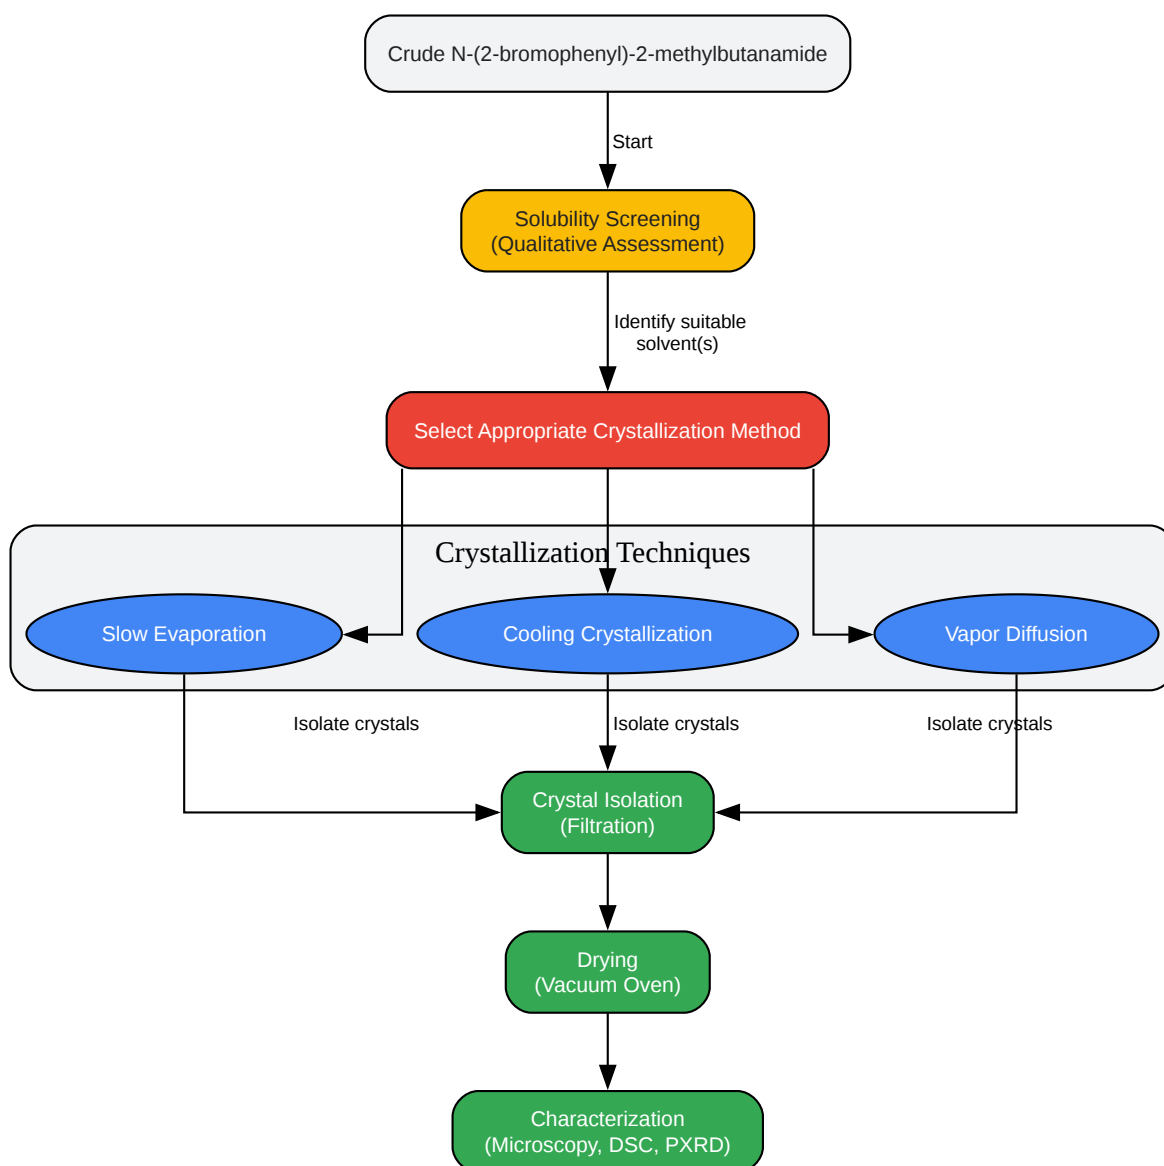 Crude N-(2-bromophenyl)-2-methylbutanamide
Start
Solubility Screening
(Qualitative Assessment)
Identify suitable
solvent(s)
Select Appropriate Crystallization Method
Crystallization Techniques
Slow Evaporation
Cooling Crystallization
Vapor Diffusion
Isolate crystals
Isolate crystals
Isolate crystals
Crystal Isolation
(Filtration)
Drying
(Vacuum Oven)
Characterization
(Microscopy, DSC, PXRD)